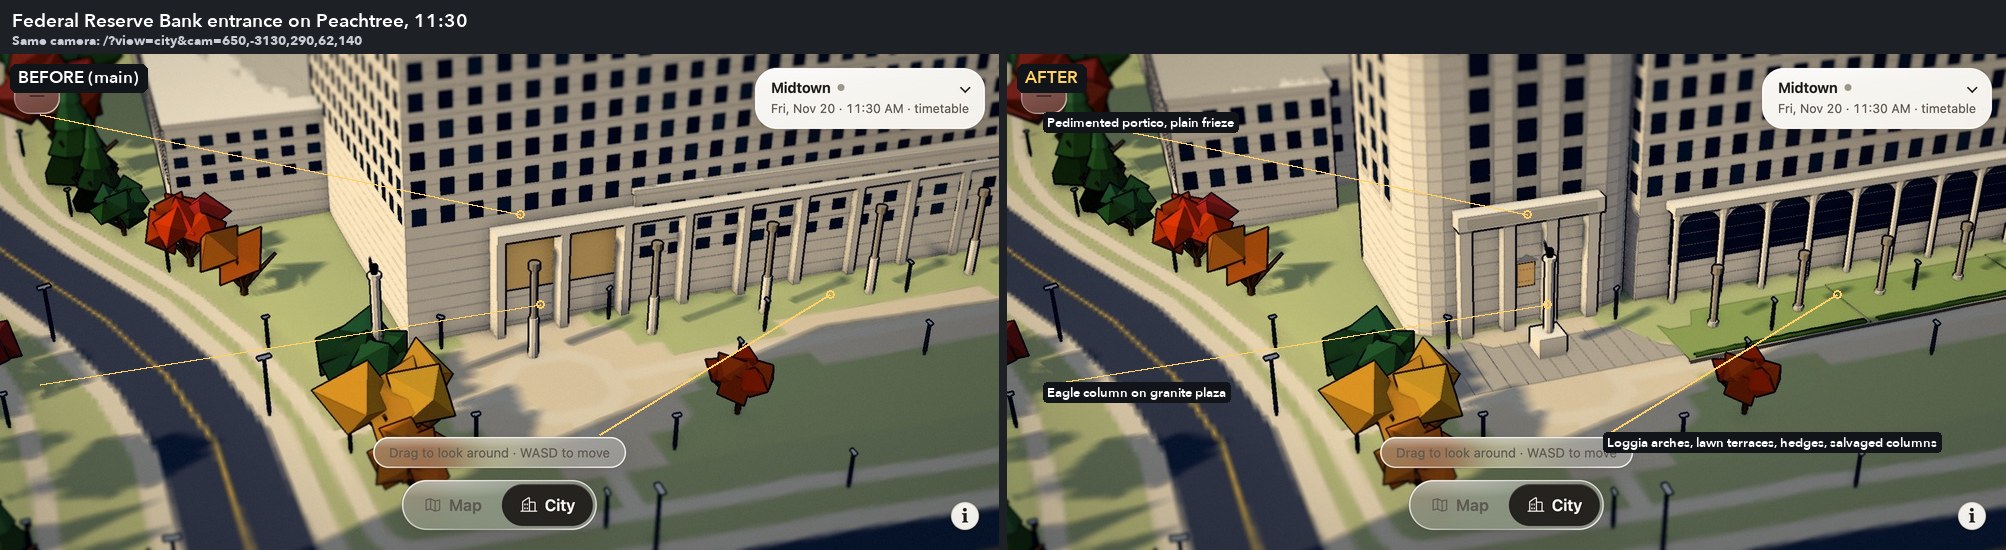 Federal Reserve Bank entrance on Peachtree, 11:30
Same camera: /?view=city&cam=650,-3130,290,62,140
BEFORE (main)
Midtown
Fri, Nov 20 · 11:30 AM · timetable
Drag to look around · WASD to move
Map
City
i
AFTER
Pedimented portico, plain frieze
Midtown
Fri, Nov 20 · 11:30 AM · timetable
Eagle column on granite plaza
Loggia arches, lawn terraces, hedges, salvaged columns
Drag to look around · WASD to move
Map
City
i